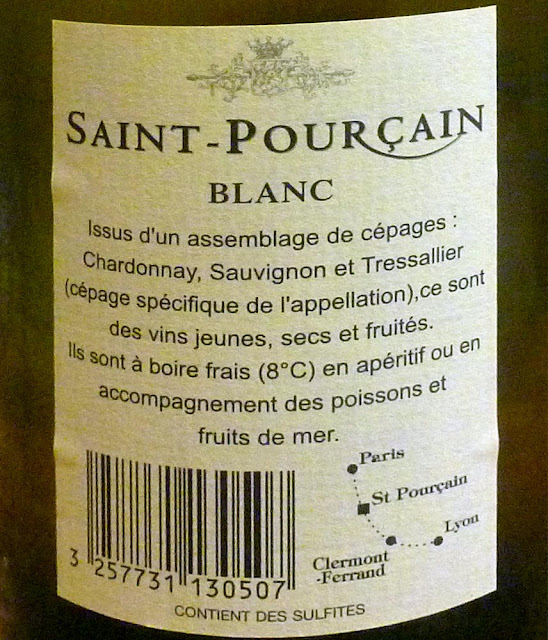 SAINT-POURÇAIN
BLANC
Issus d'un assemblage de cépages :
Chardonnay, Sauvignon et Tressallier
(cépage spécifique de l'appellation),ce sont
des vins jeunes, secs et fruités.
Ils sont à boire frais (8°C) en apéritif ou en
accompagnement des poissons et
fruits de mer.
Paris
St Pourçain
Lyon
Clermont
-Ferrand
3 257731 130507
CONTIENT DES SULFITES